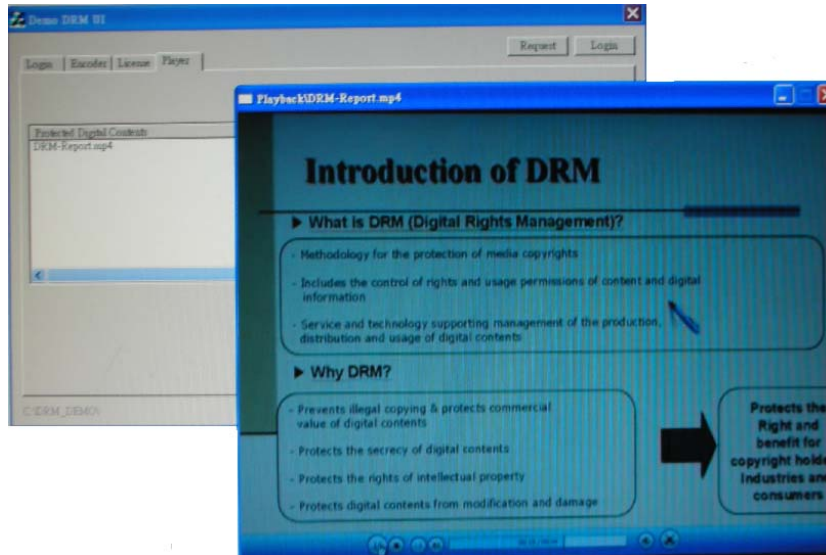 Demo DRM UI
Request
Login
Login
Encoder
License
Player
Protected Digital Contents
DRM-Report.mp4
C:\DRM_DEMO\
Playback\DRM-Report.mp4
Introduction of DRM
What is DRM (Digital Rights Management)?
- Methodology for the protection of media copyrights
- Includes the control of rights and usage permissions of content and digital
information
- Service and technology supporting management of the production,
distribution and usage of digital contents
Why DRM?
- Prevents illegal copying & protects commercial
value of digital contents
- Protects the secrecy of digital contents
- Protects the rights of intellectual property
- Protects digital contents from modification and damage
Protects the
Right and
benefit for
copyright holde
Industries and
consumers